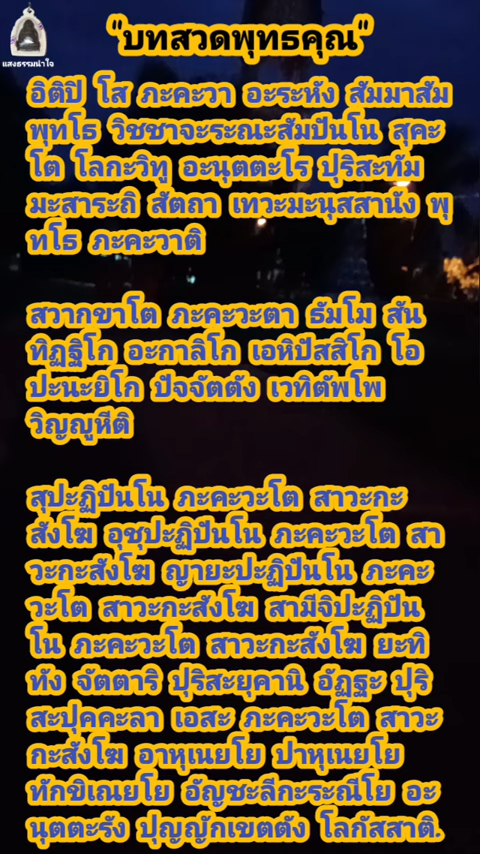 แสงธรรมนำใจ
"บทสวดพุทธคุณ"
อิติปิ โส ภะคะวา อะระหัง สัมมาสัม
พุทโธ วิชชาจะระณะสัมปันโน สุคะ
โต โลกะวิทู อะนุตตะโร ปุริสะทัม
มะสาระถิ สัตถา เทวะมะนุสสานัง พุ
ทโธ ภะคะวาติ
สวากขาโต ภะคะวะตา ธัมโม สัน
ทิฏฐิโก อะกาลิโก เอหิปัสสิโก โอ
ปะนะยิโก ปัจจัตตัง เวทิตัพโพ
วิญญูหีติ
สุปะฏิปันโน ภะคะวะโต สาวะกะ
สังโฆ อุชุปะฏิปันโน ภะคะวะโต สา
วะกะสังโฆ ญายะปะฏิปันโน ภะคะ
วะโต สาวะกะสังโฆ สามีจิปะฏิปัน
โน ภะคะวะโต สาวะกะสังโฆ ยะทิ
ทัง จัตตาริ ปุริสะยุคานิ อัฏฐะ ปุริ
สะปุคคะลา เอสะ ภะคะวะโต สาวะ
กะสังโฆ อาหุเนยโย ปาหุเนยโย
ทักขิเณยโย อัญชะลีกะระณีโย อะ
นุตตะรัง ปุญญักเขตตัง โลกัสสาติ.